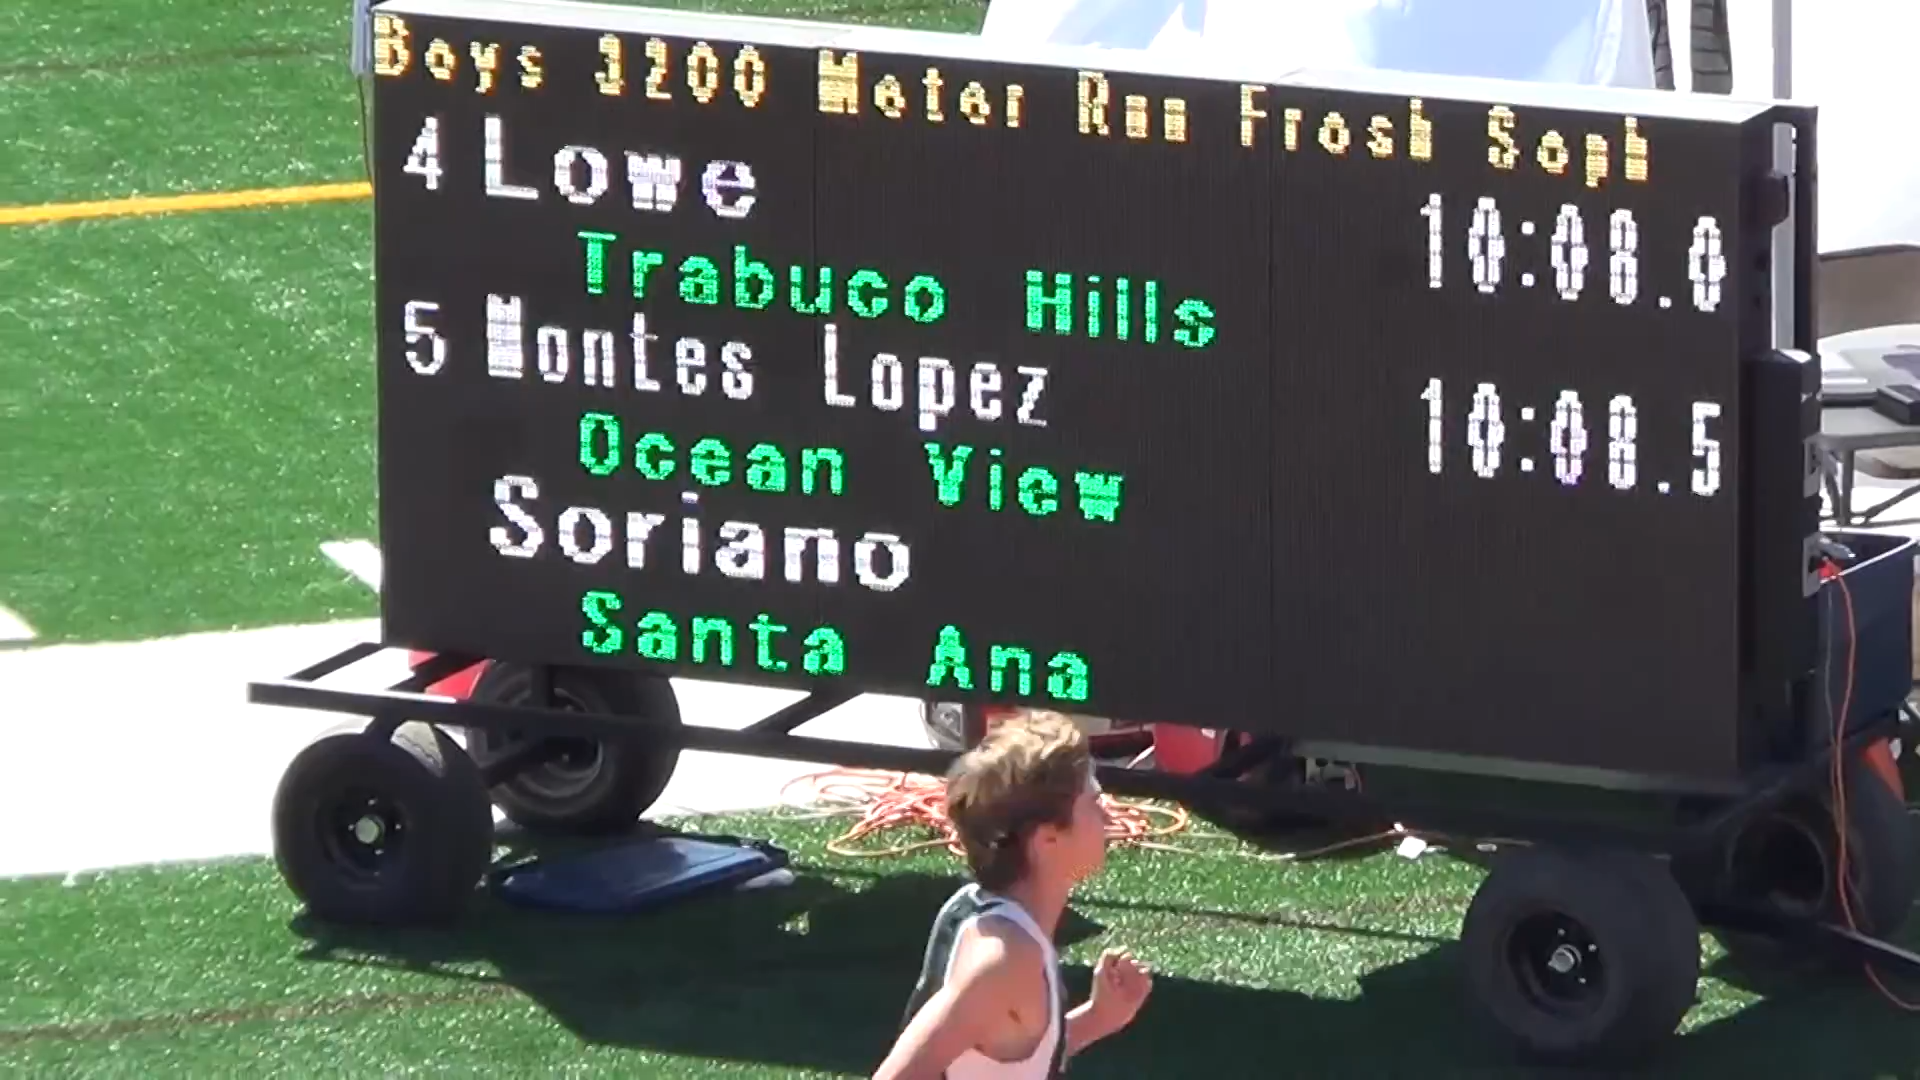 Boys 3200 Meter Run Frosh Soph
4 Lowe 10:08.0
Trabuco Hills
5 Montes Lopez 10:08.5
Ocean View
Soriano
Santa Ana